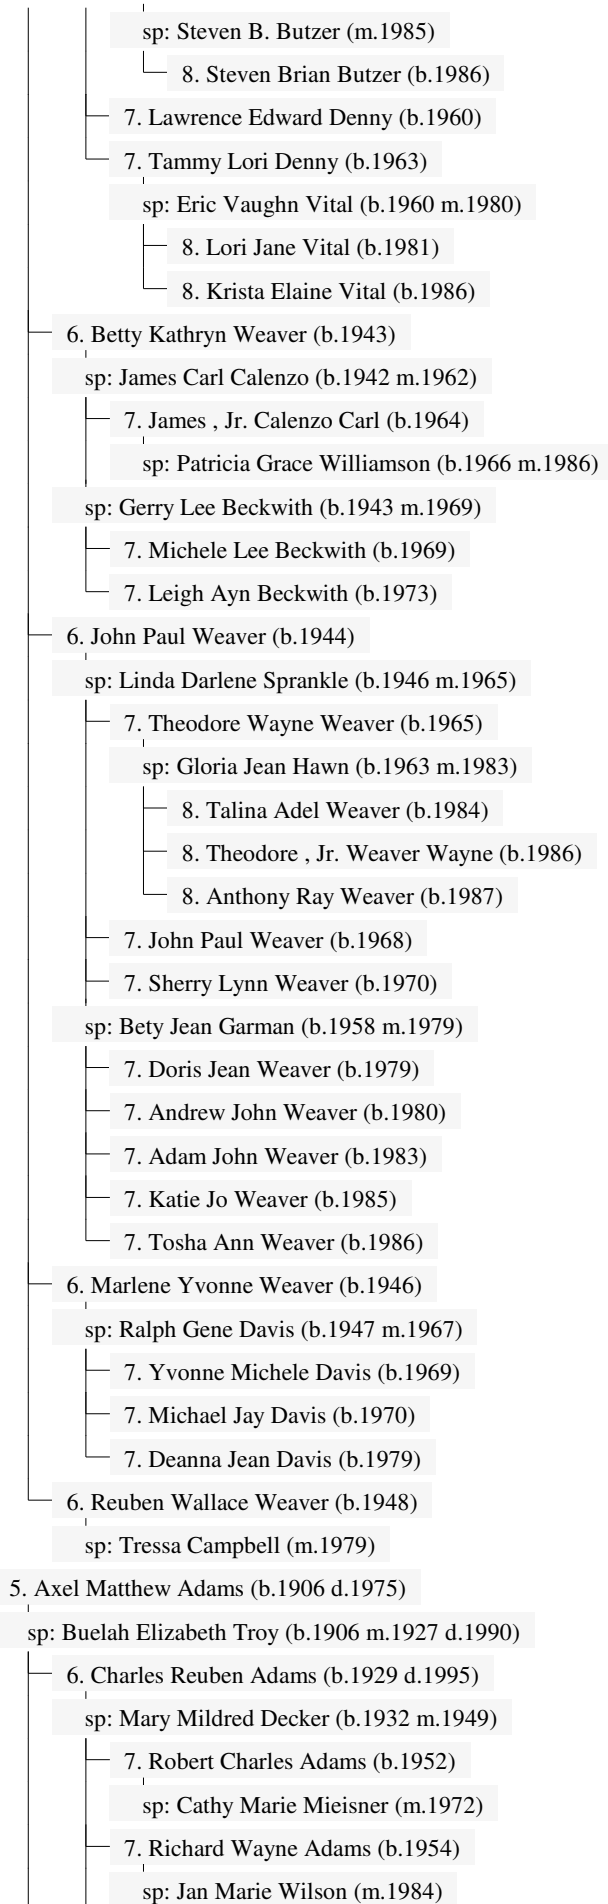 sp: Steven B. Butzer (m.1985)
8. Steven Brian Butzer (b.1986)
7. Lawrence Edward Denny (b.1960)
7. Tammy Lori Denny (b.1963)
sp: Eric Vaughn Vital (b.1960 m.1980)
8. Lori Jane Vital (b.1981)
8. Krista Elaine Vital (b.1986)
6. Betty Kathryn Weaver (b.1943)
sp: James Carl Calenzo (b.1942 m.1962)
7. James , Jr. Calenzo Carl (b.1964)
sp: Patricia Grace Williamson (b.1966 m.1986)
sp: Gerry Lee Beckwith (b.1943 m.1969)
7. Michele Lee Beckwith (b.1969)
7. Leigh Ayn Beckwith (b.1973)
6. John Paul Weaver (b.1944)
sp: Linda Darlene Sprankle (b.1946 m.1965)
7. Theodore Wayne Weaver (b.1965)
sp: Gloria Jean Hawn (b.1963 m.1983)
8. Talina Adel Weaver (b.1984)
8. Theodore , Jr. Weaver Wayne (b.1986)
8. Anthony Ray Weaver (b.1987)
7. John Paul Weaver (b.1968)
7. Sherry Lynn Weaver (b.1970)
sp: Bety Jean Garman (b.1958 m.1979)
7. Doris Jean Weaver (b.1979)
7. Andrew John Weaver (b.1980)
7. Adam John Weaver (b.1983)
7. Katie Jo Weaver (b.1985)
7. Tosha Ann Weaver (b.1986)
6. Marlene Yvonne Weaver (b.1946)
sp: Ralph Gene Davis (b.1947 m.1967)
7. Yvonne Michele Davis (b.1969)
7. Michael Jay Davis (b.1970)
7. Deanna Jean Davis (b.1979)
6. Reuben Wallace Weaver (b.1948)
sp: Tressa Campbell (m.1979)
5. Axel Matthew Adams (b.1906 d.1975)
sp: Buelah Elizabeth Troy (b.1906 m.1927 d.1990)
6. Charles Reuben Adams (b.1929 d.1995)
sp: Mary Mildred Decker (b.1932 m.1949)
7. Robert Charles Adams (b.1952)
sp: Cathy Marie Mieisner (m.1972)
7. Richard Wayne Adams (b.1954)
sp: Jan Marie Wilson (m.1984)